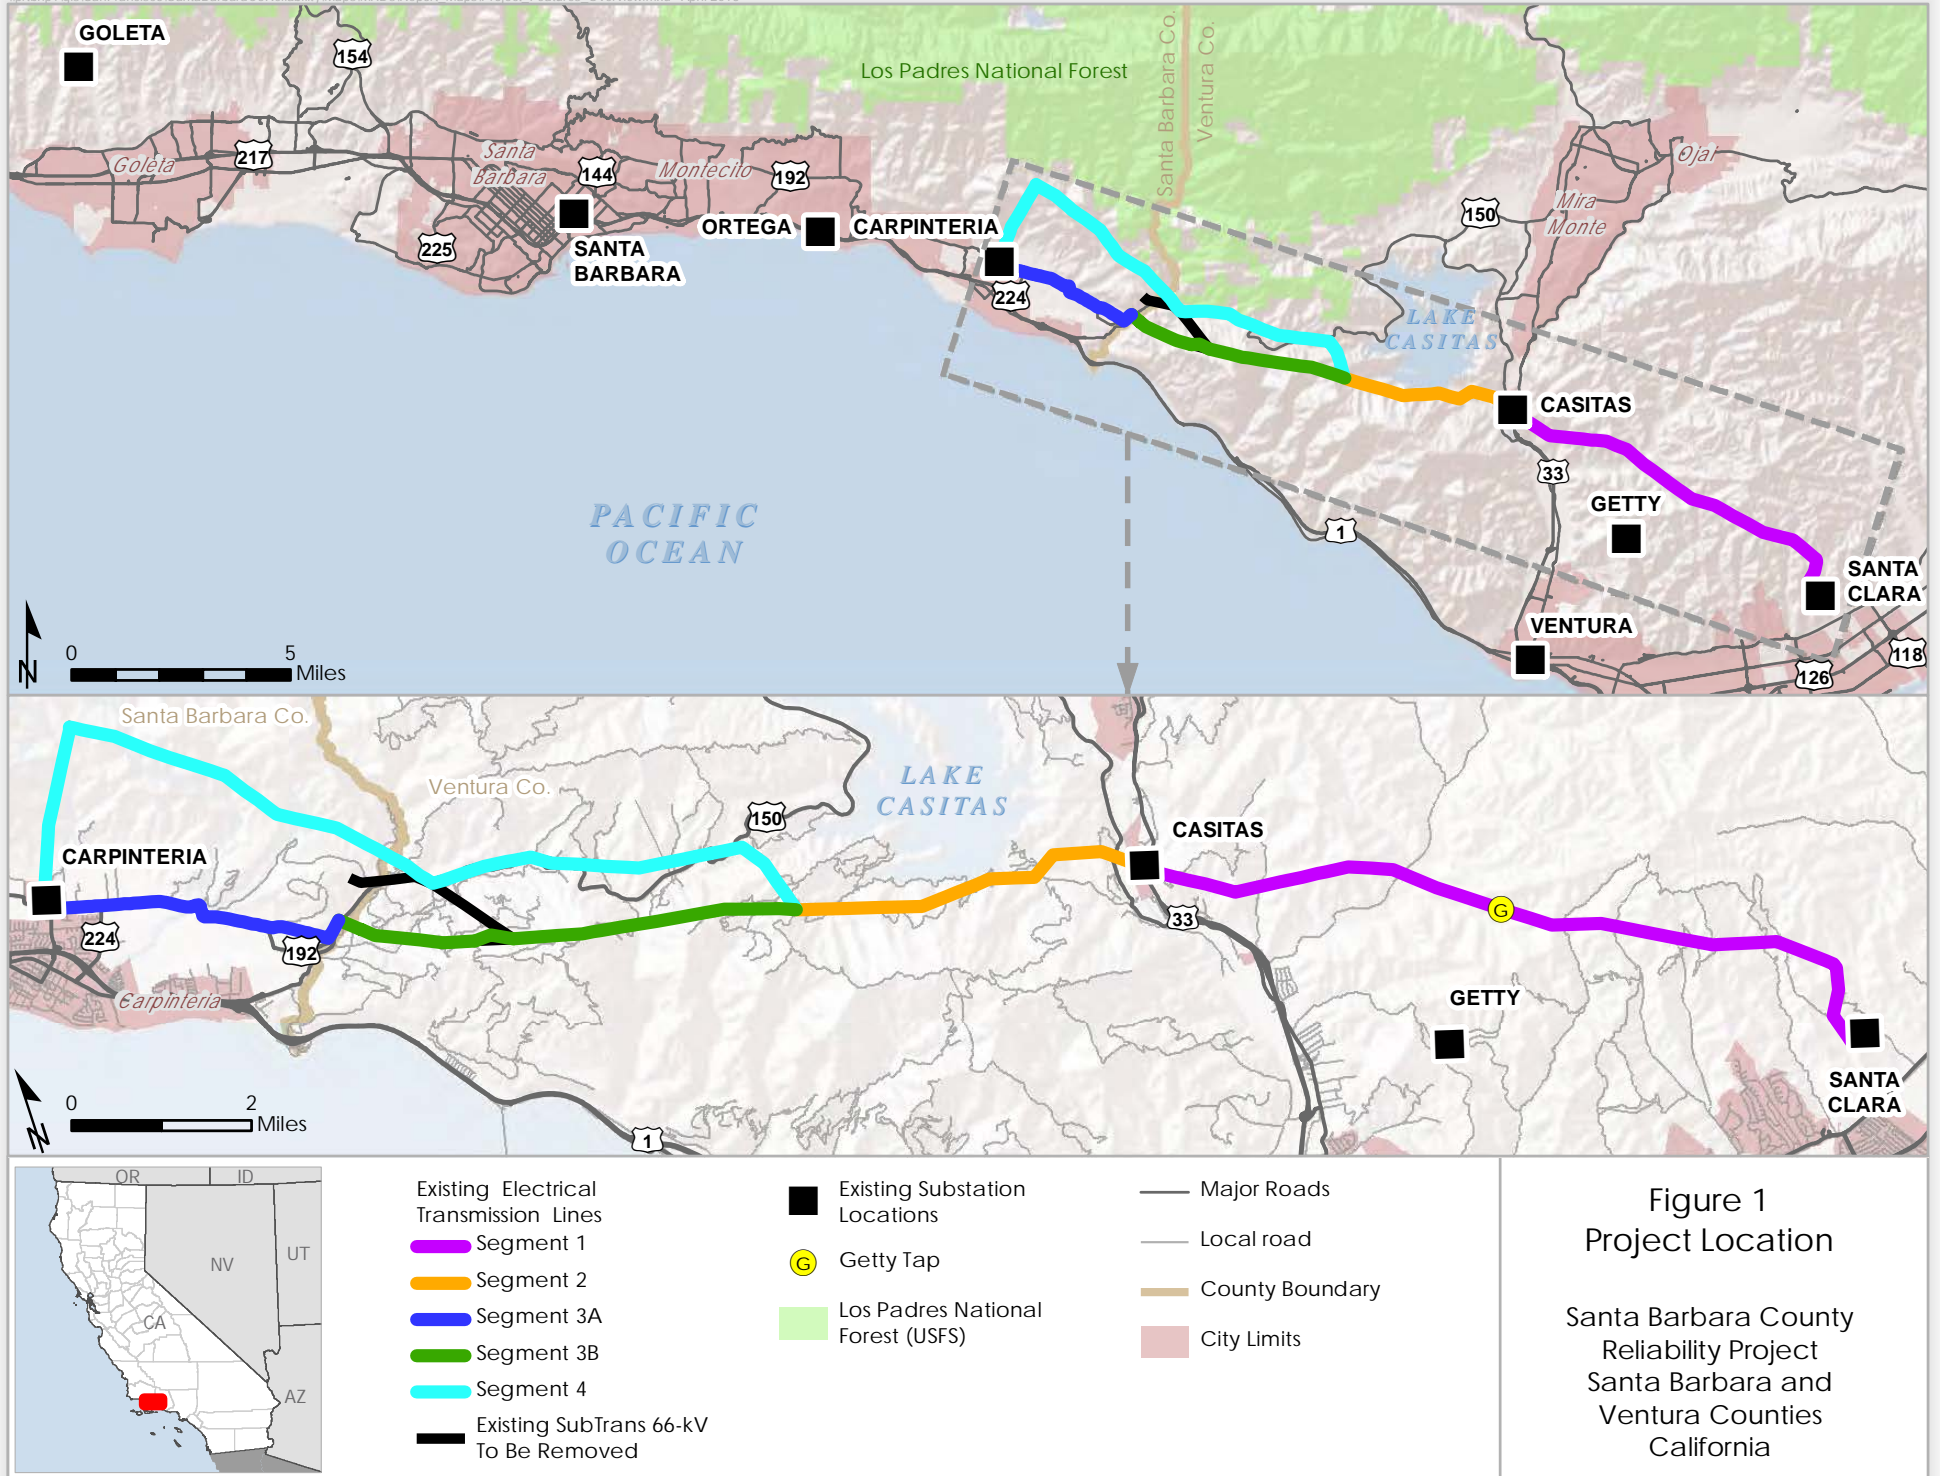 GOLETA
154
Los Padres National Forest
Santa Barbara Co.
Ventura Co.
Goleta
217
Santa
Barbara
144
Montecito
192
Ojai
Mira
Monte
150
225
SANTA
BARBARA
ORTEGA
CARPINTERIA
224
LAKE
CASITAS
CASITAS
33
GETTY
PACIFIC
OCEAN
1
SANTA
CLARA
VENTURA
118
126
N
0 5
Miles
Santa Barbara Co.
Ventura Co.
LAKE
CASITAS
150
CARPINTERIA
CASITAS
224
192
33
G
Carpinteria
GETTY
SANTA
CLARA
N
0 2
Miles
1
OR
ID
NV
UT
CA
AZ
Existing Electrical
Transmission Lines
Segment 1
Segment 2
Segment 3A
Segment 3B
Segment 4
Existing SubTrans 66-kV
To Be Removed
Existing Substation
Locations
G
Getty Tap
Los Padres National
Forest (USFS)
Major Roads
Local road
County Boundary
City Limits
Figure 1
Project Location
Santa Barbara County
Reliability Project
Santa Barbara and
Ventura Counties
California